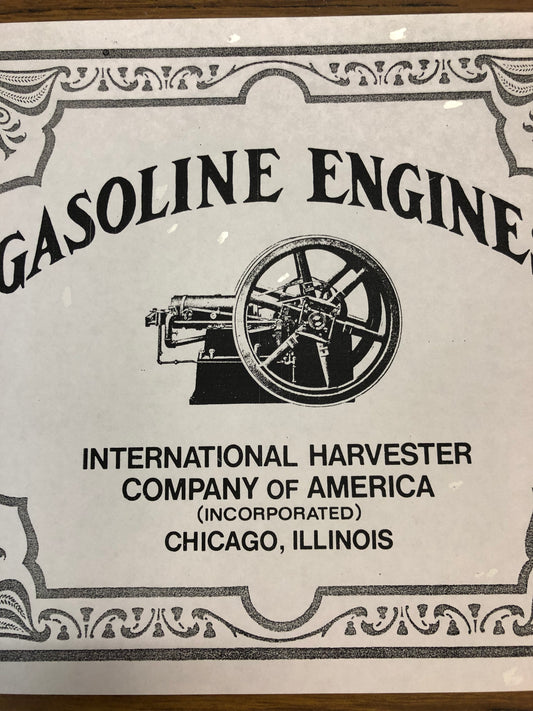 GASOLINE ENGINES
INTERNATIONAL HARVESTER
COMPANY OF AMERICA
(INCORPORATED)
CHICAGO, ILLINOIS